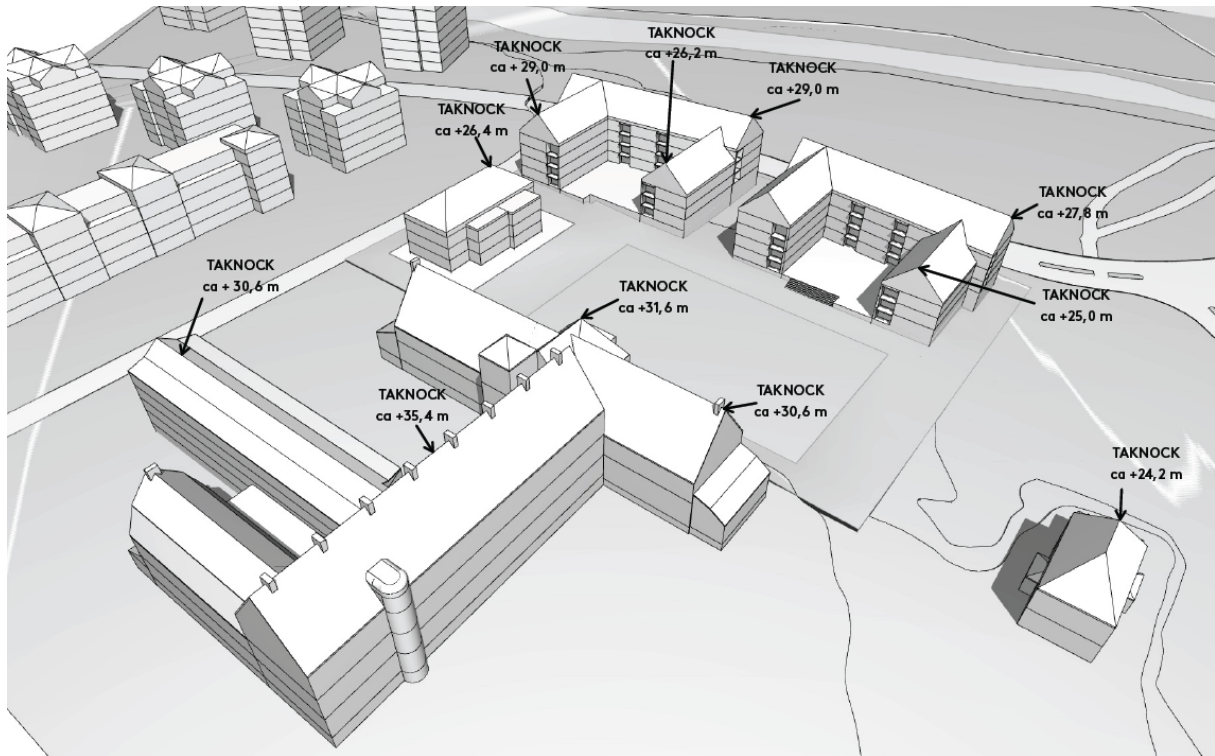 TAKNOCK
ca +26,2 m
TAKNOCK
ca + 29,0 m
TAKNOCK
ca +29,0 m
TAKNOCK
ca +26,4 m
TAKNOCK
ca +27,8 m
TAKNOCK
ca + 30,6 m
TAKNOCK
ca +31,6 m
TAKNOCK
ca +25,0 m
TAKNOCK
ca +35,4 m
TAKNOCK
ca +30,6 m
TAKNOCK
ca +24,2 m